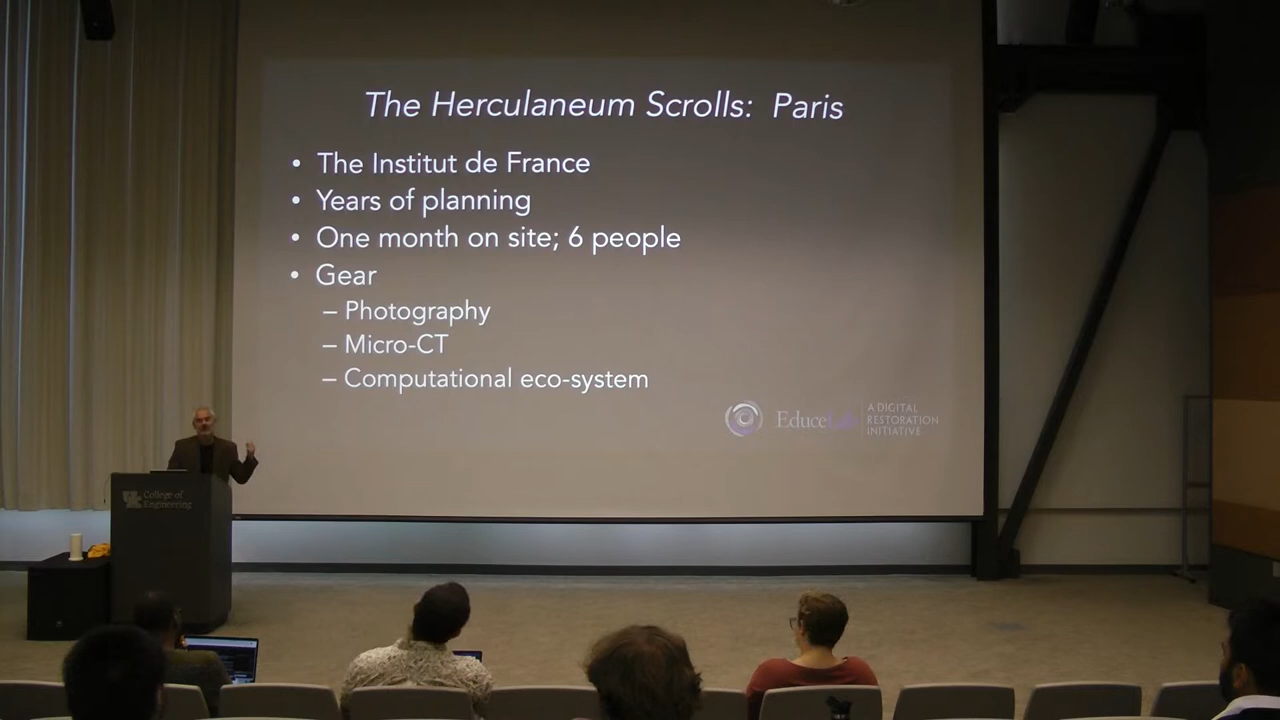 The Herculaneum Scrolls: Paris
• The Institut de France
• Years of planning
• One month on site; 6 people
• Gear
– Photography
– Micro-CT
– Computational eco-system
EduceLab
A DIGITAL
RESTORATION
INITIATIVE
UK College of
Engineering